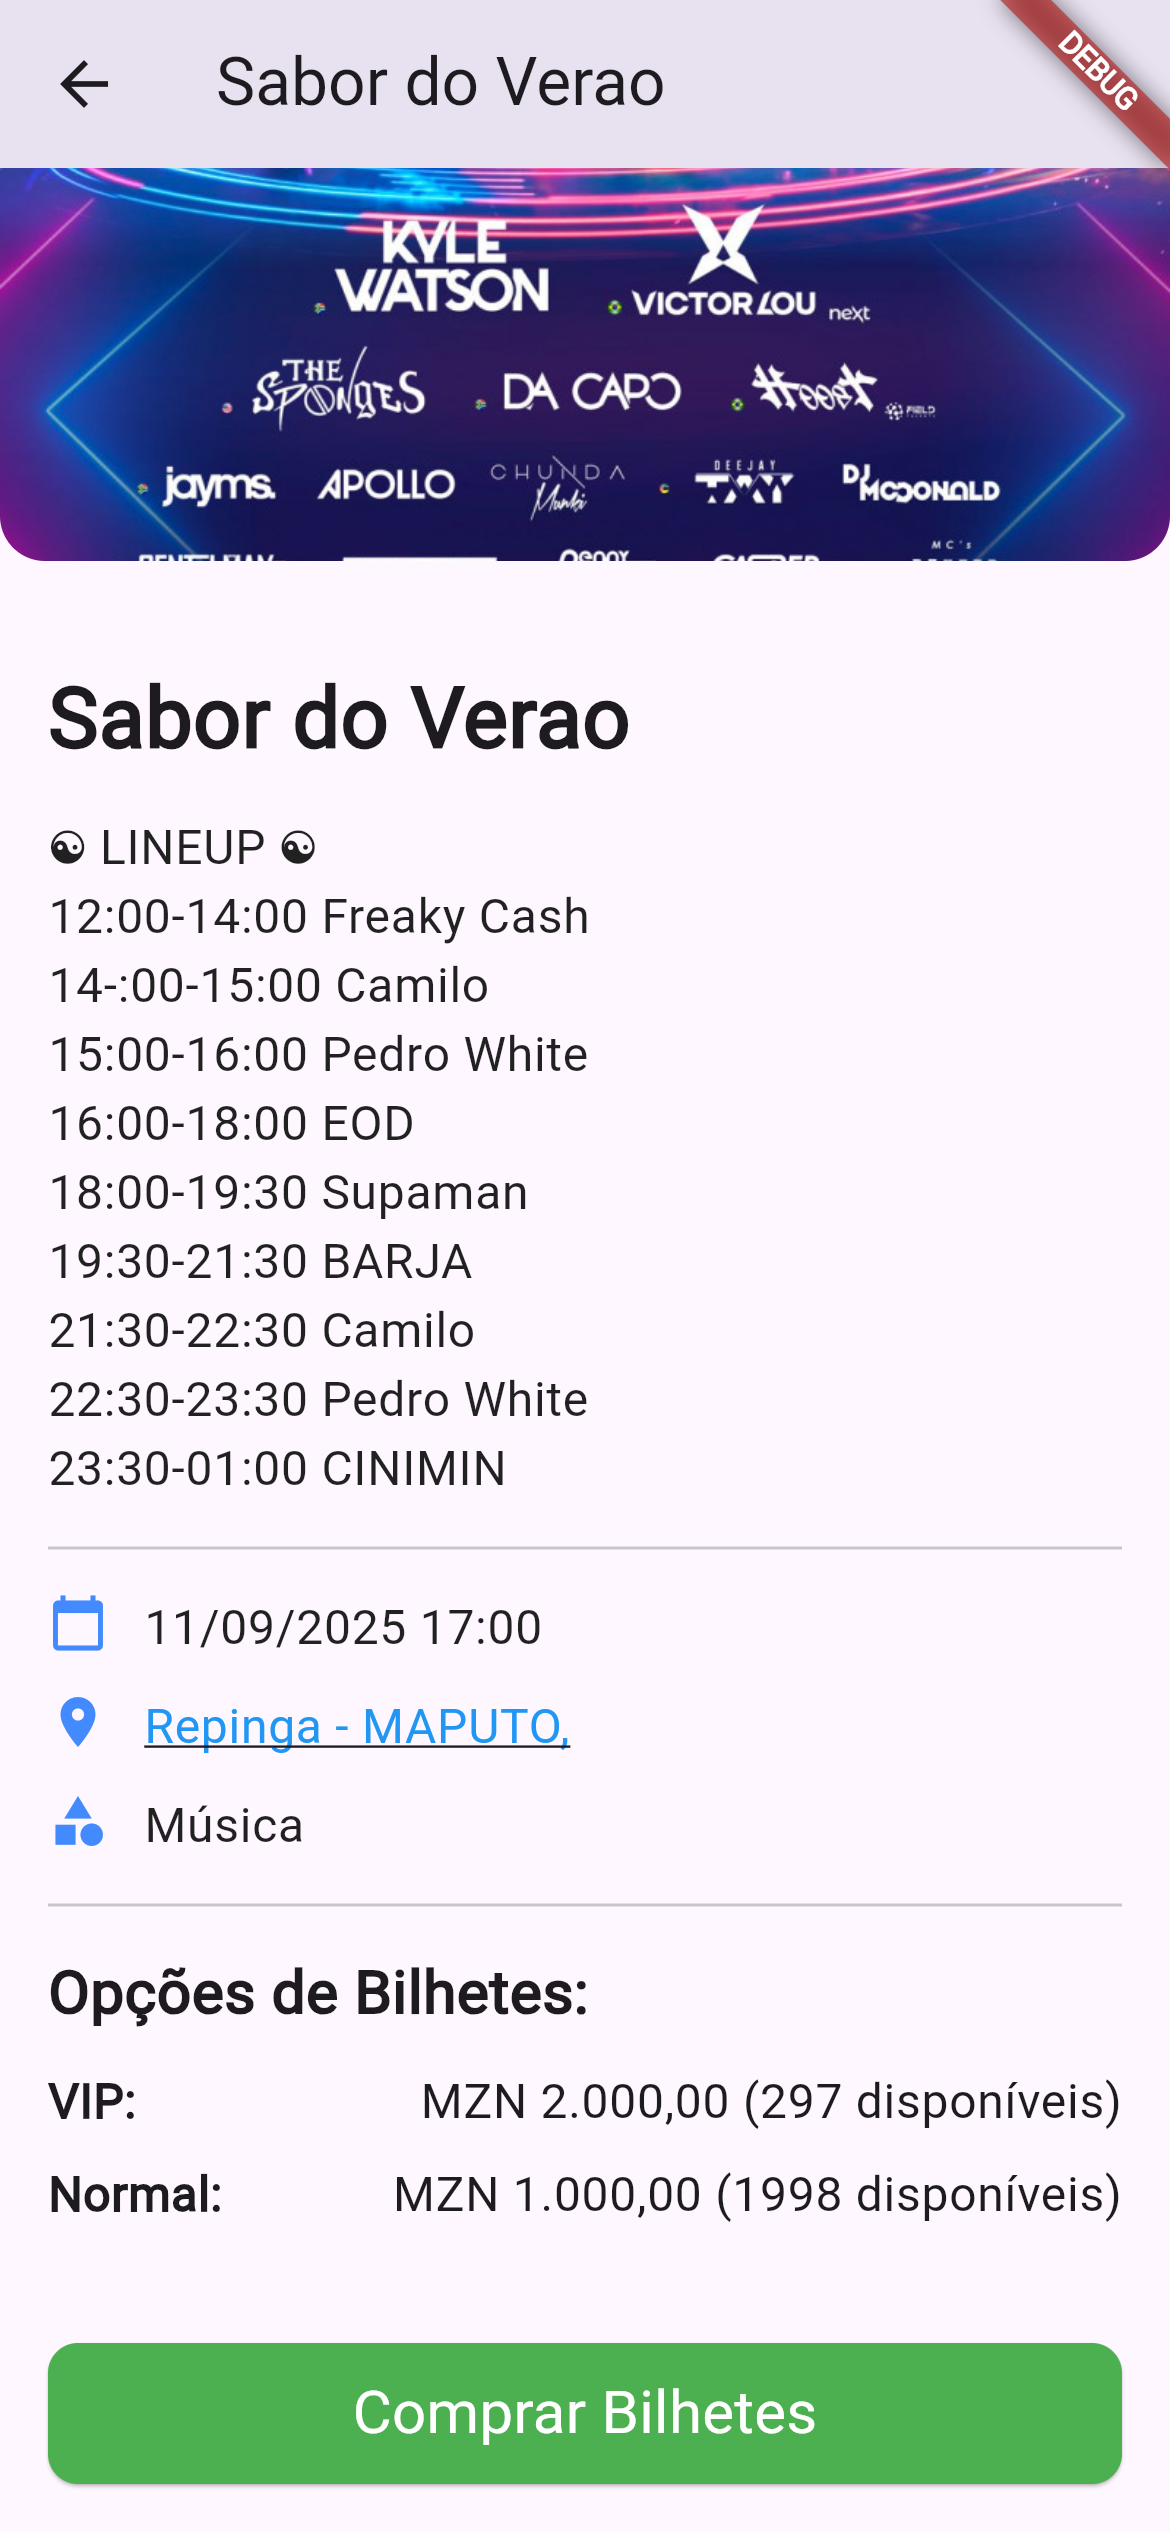 Sabor do Verao
DEBUG
KYLE
WATSON
VICTOR LOU
next
THE
SPONGES
DA CAPO
FIELD
jayms.
APOLLO
CHUNDA
Munki
DEEJAY
DJ
MCDONALD
MC's
Sabor do Verao
☯ LINEUP ☯
12:00-14:00 Freaky Cash
14-:00-15:00 Camilo
15:00-16:00 Pedro White
16:00-18:00 EOD
18:00-19:30 Supaman
19:30-21:30 BARJA
21:30-22:30 Camilo
22:30-23:30 Pedro White
23:30-01:00 CINIMIN
11/09/2025 17:00
Repinga - MAPUTO,
Música
Opções de Bilhetes:
VIP: MZN 2.000,00 (297 disponíveis)
Normal: MZN 1.000,00 (1998 disponíveis)
Comprar Bilhetes